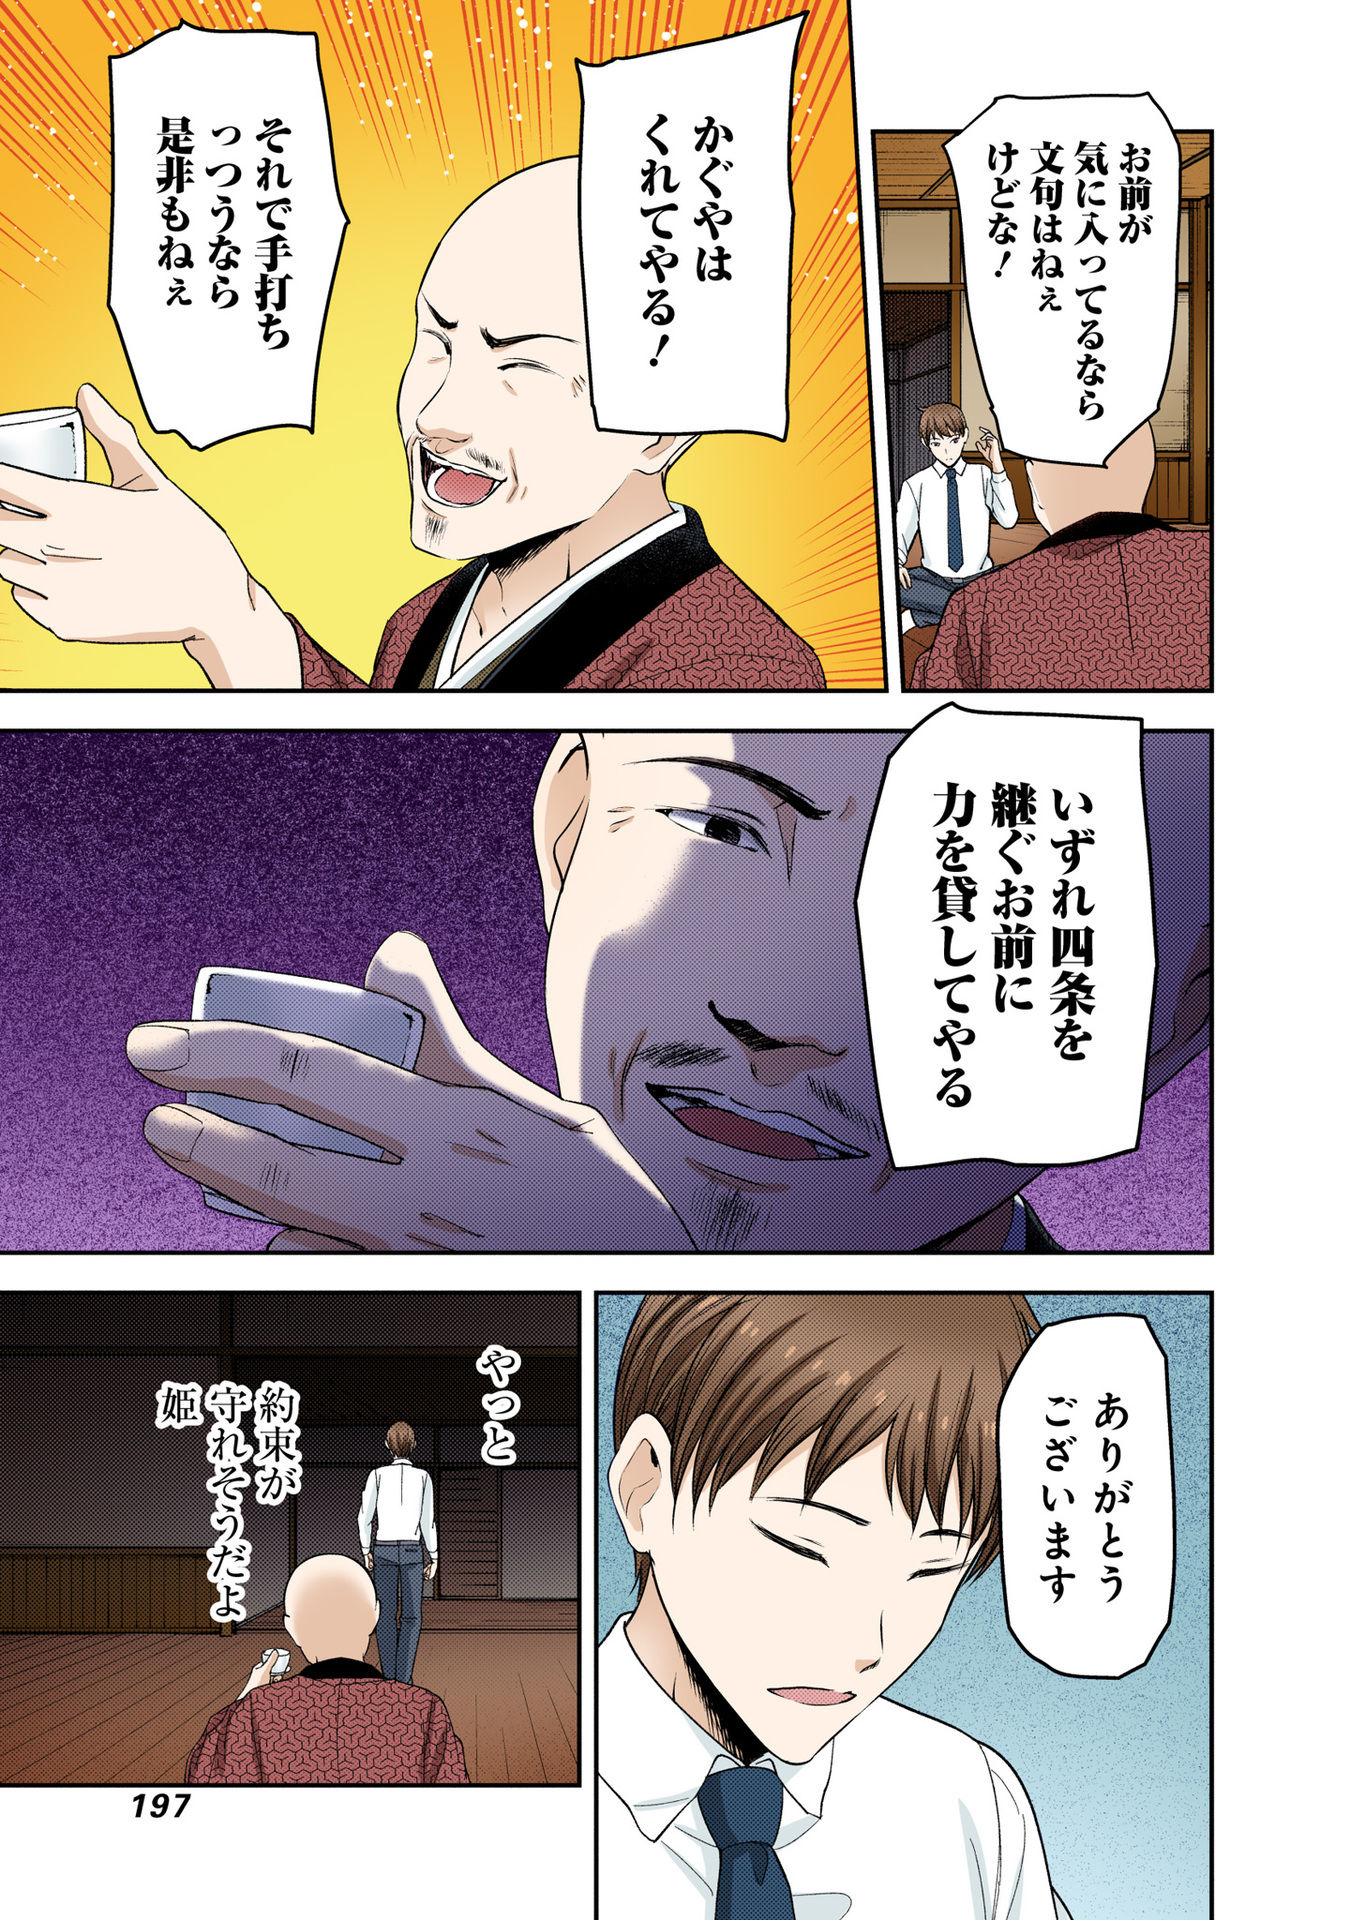 お前が
気に入ってるなら
文句はねぇ
けどな！
かぐやは
くれてやる！
それで手打ち
っつうなら
是非もねぇ
いずれ四条を
継ぐお前に
力を貸してやる
ありがとう
ございます
やっと
約束が
守れそうだよ
姫
197